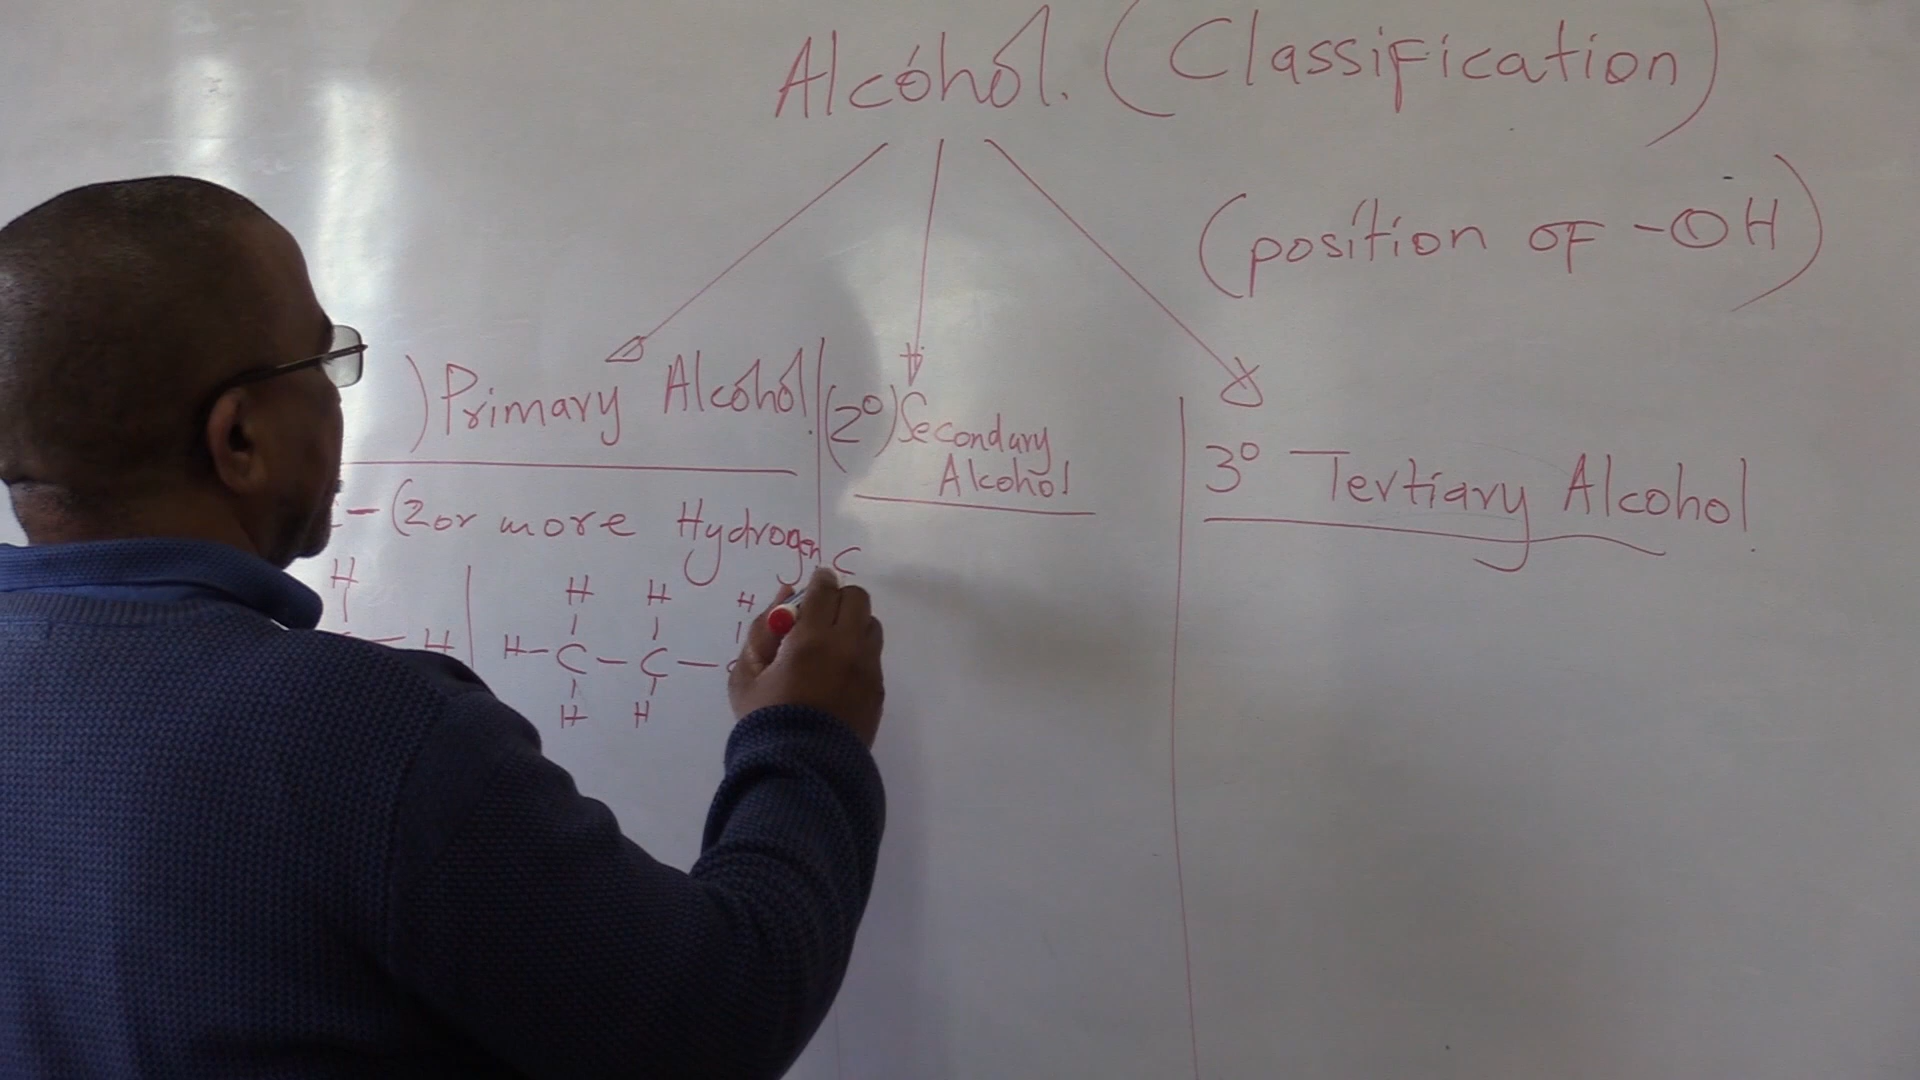 Alcohol. (Classification)
(position of -OH)
) Primary Alcohol.
(2°) Secondary
Alcohol
3° Tertiary Alcohol
- (2 or more Hydrogen
C
H
H H H
H
H-C-C-
H H